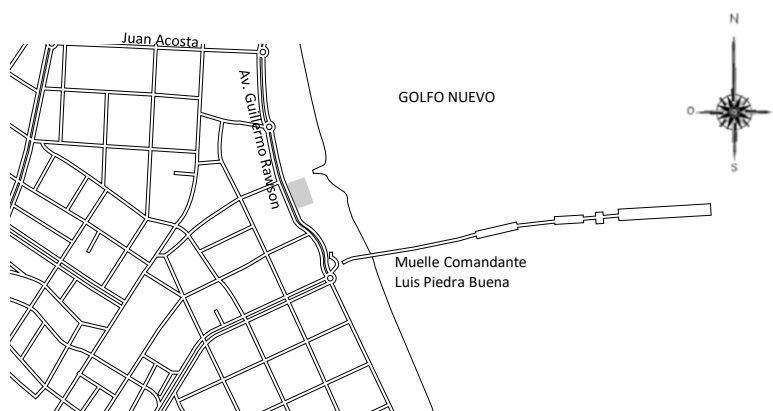 Juan Acosta
Av. Guillermo Rawson
GOLFO NUEVO
N
O
S
Muelle Comandante
Luis Piedra Buena